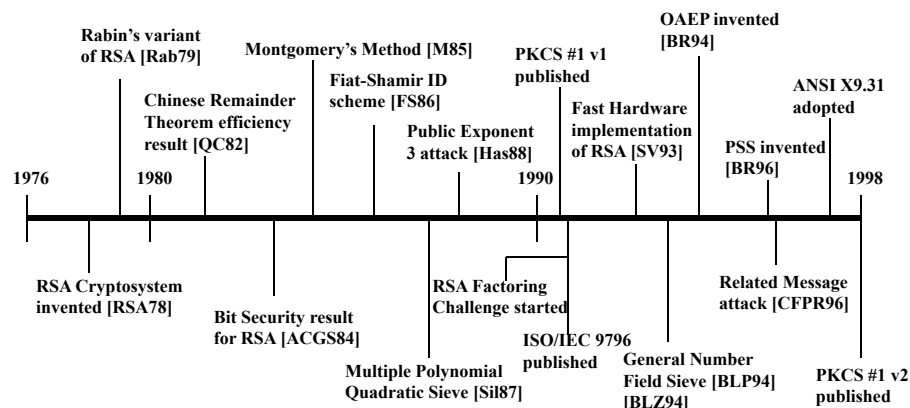 OAEP invented
[BR94]
Rabin's variant
of RSA [Rab79]
Montgomery's Method [M85]
PKCS #1 v1
published
Fiat-Shamir ID
scheme [FS86]
ANSI X9.31
adopted
Chinese Remainder
Theorem efficiency
result [QC82]
Fast Hardware
implementation
of RSA [SV93]
Public Exponent
3 attack [Has88]
PSS invented
[BR96]
1976
1980
1990
1998
RSA Cryptosystem
invented [RSA78]
RSA Factoring
Challenge started
Related Message
attack [CFPR96]
Bit Security result
for RSA [ACGS84]
ISO/IEC 9796
published
Multiple Polynomial
Quadratic Sieve [Sil87]
General Number
Field Sieve [BLP94]
[BLZ94]
PKCS #1 v2
published